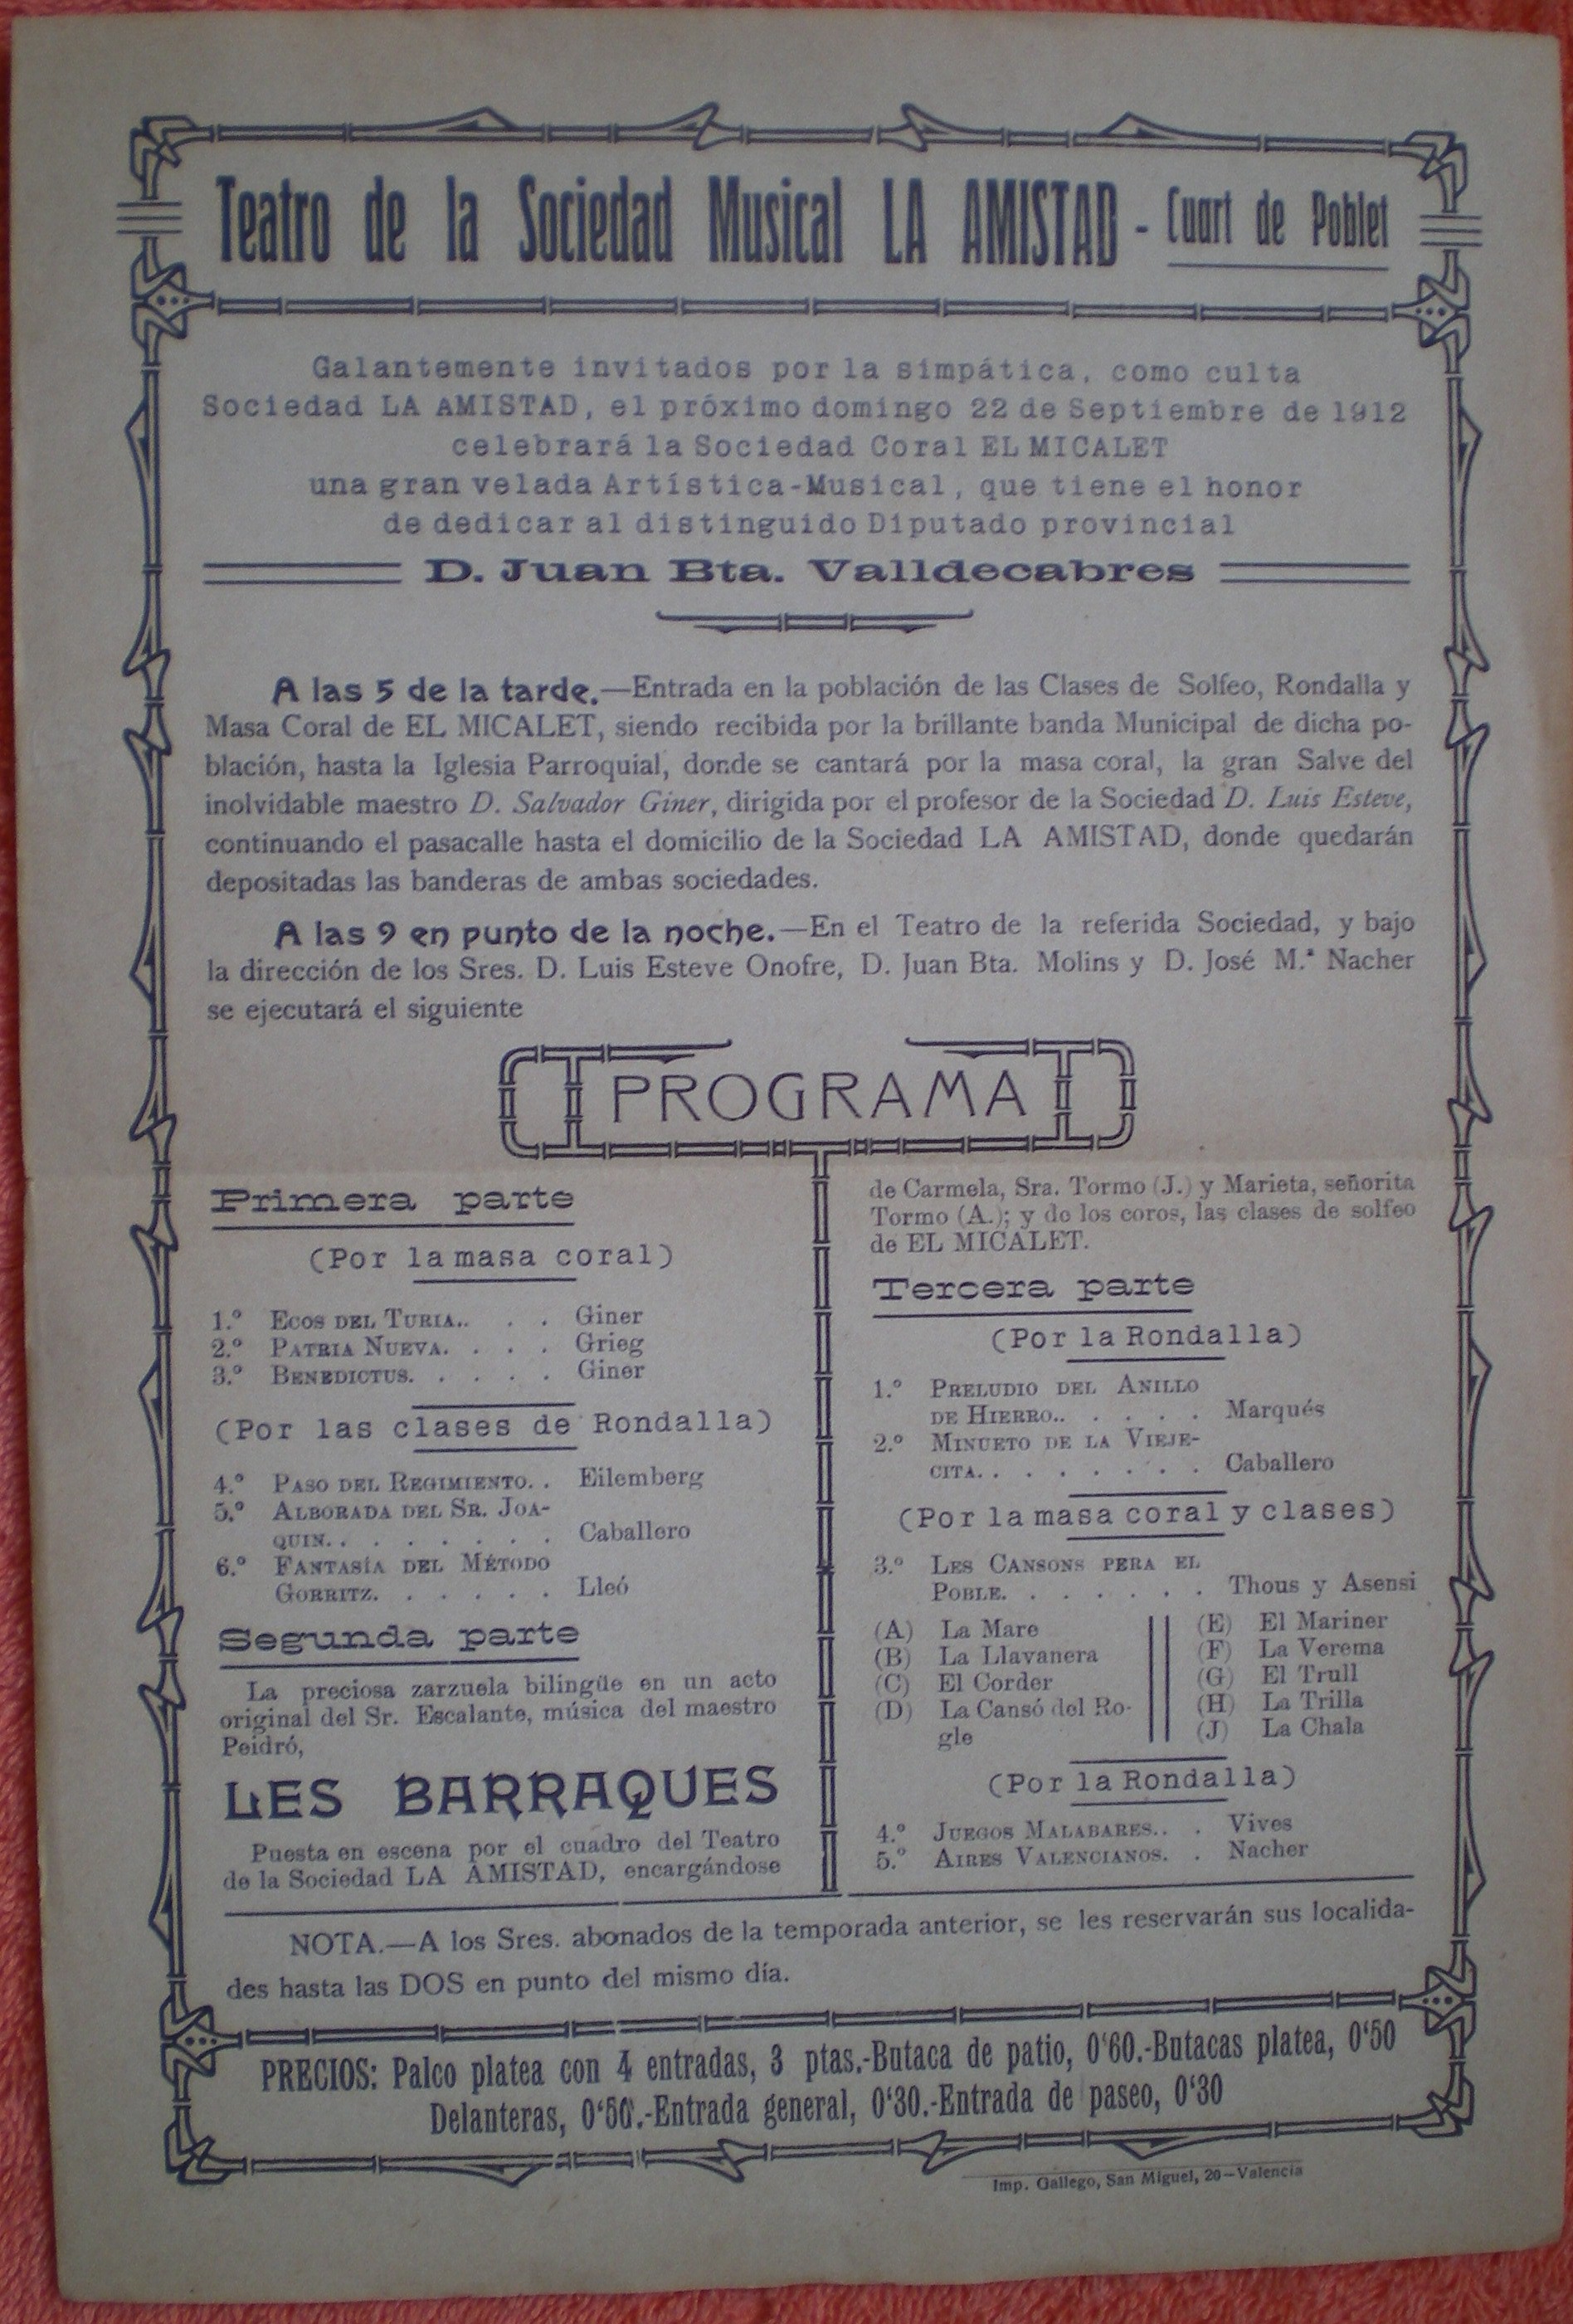 Teatro de la Sociedad Musical LA AMISTAD - Cuart de Poblet
Galantemente invitados por la simpática, como culta
Sociedad LA AMISTAD, el próximo domingo 22 de Septiembre de 1912
celebrará la Sociedad Coral EL MICALET
una gran velada Artística-Musical, que tiene el honor
de dedicar al distinguido Diputado provincial
D. Juan Bta. Valldecabres
A las 5 de la tarde.—Entrada en la población de las Clases de Solfeo, Rondalla y
Masa Coral de EL MICALET, siendo recibida por la brillante banda Municipal de dicha po-
blación, hasta la Iglesia Parroquial, donde se cantará por la masa coral, la gran Salve del
inolvidable maestro D. Salvador Giner, dirigida por el profesor de la Sociedad D. Luis Esteve,
continuando el pasacalle hasta el domicilio de la Sociedad LA AMISTAD, donde quedarán
depositadas las banderas de ambas sociedades.
A las 9 en punto de la noche.—En el Teatro de la referida Sociedad, y bajo
la dirección de los Sres. D. Luis Esteve Onofre, D. Juan Bta. Molins y D. José M.ª Nacher
se ejecutará el siguiente
PROGRAMA
Primera parte
(Por la masa coral)
1.º ECOS DEL TURIA.. . . Giner
2.º PATRIA NUEVA. . . . Grieg
3.º BENEDICTUS. . . . . Giner
(Por las clases de Rondalla)
4.º PASO DEL REGIMIENTO. . Eilemberg
5.º ALBORADA DEL SR. JOA-
QUIN. . . . . . . . Caballero
6.º FANTASÍA DEL MÉTODO
GORRITZ. . . . . . Lleó
Segunda parte
La preciosa zarzuela bilingüe en un acto
original del Sr. Escalante, música del maestro
Peidró,
LES BARRAQUES
Puesta en escena por el cuadro del Teatro
de la Sociedad LA AMISTAD, encargándose
de Carmela, Sra. Tormo (J.) y Marieta, señorita
Tormo (A.); y de los coros, las clases de solfeo
de EL MICALET.
Tercera parte
(Por la Rondalla)
1.º PRELUDIO DEL ANILLO
DE HIERRO.. . . . . Marqués
2.º MINUETO DE LA VIEJE-
CITA. . . . . . . . Caballero
(Por la masa coral y clases)
3.º LES CANSONS PERA EL
POBLE. . . . . . . Thous y Asensi
(A) La Mare
(B) La Llavanera
(C) El Corder
(D) La Cansó del Ro-
gle
(E) El Mariner
(F) La Verema
(G) El Trull
(H) La Trilla
(J) La Chala
(Por la Rondalla)
4.º JUEGOS MALABARES.. . Vives
5.º AIRES VALENCIANOS. . Nacher
NOTA.—A los Sres. abonados de la temporada anterior, se les reservarán sus localida-
des hasta las DOS en punto del mismo día.
PRECIOS: Palco platea con 4 entradas, 3 ptas.-Butaca de patio, 0'60.-Butacas platea, 0'50
Delanteras, 0'50.-Entrada general, 0'30.-Entrada de paseo, 0'30
Imp. Gallego, San Miguel, 20—Valencia